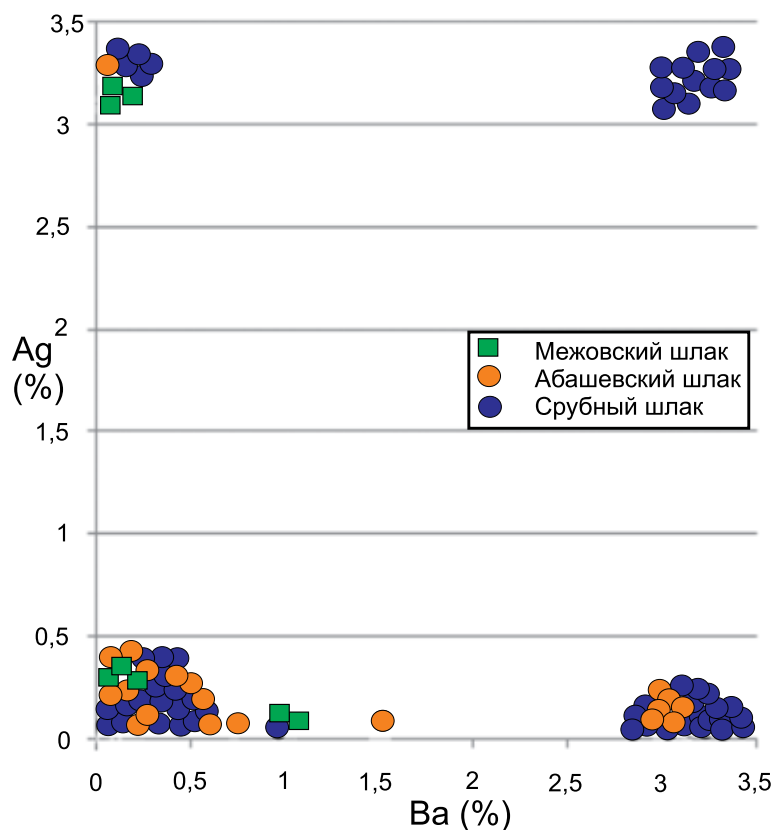 3,5
3
2,5
2
Ag
(%)
1,5
1
0,5
0
Межовский шлак
Абашевский шлак
Срубный шлак
0 0,5 1 1,5 2 2,5 3 3,5
Ba (%)